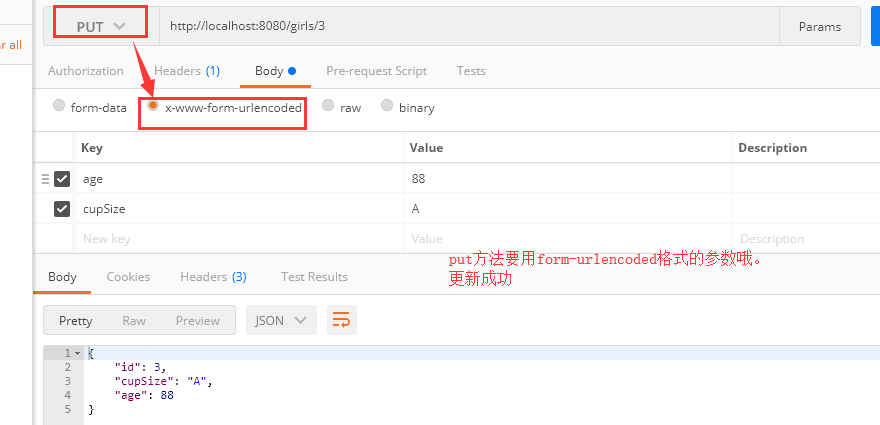 PUT
http://localhost:8080/girls/3
Params
r all
Authorization
Headers (1)
Body
Pre-request Script
Tests
form-data
x-www-form-urlencoded
raw
binary
Key
Value
Description
age
88
cupSize
A
New key
Value
Description
put方法要用form-urlencoded格式的参数哦。
更新成功
Body
Cookies
Headers (3)
Test Results
Pretty
Raw
Preview
JSON
1 {
2 "id": 3,
3 "cupSize": "A",
4 "age": 88
5 }